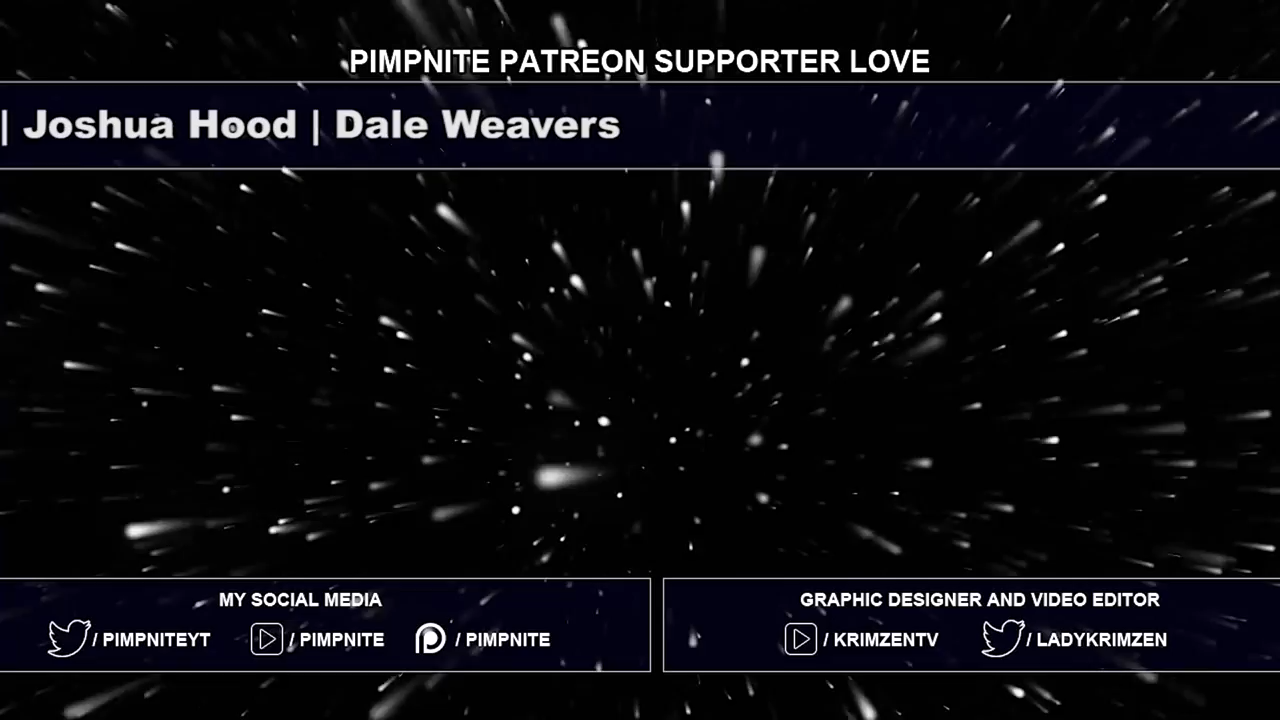 PIMPNITE PATREON SUPPORTER LOVE
| Joshua Hood | Dale Weavers
MY SOCIAL MEDIA
/ PIMPNITEYT / PIMPNITE / PIMPNITE
GRAPHIC DESIGNER AND VIDEO EDITOR
/ KRIMZENTV / LADYKRIMZEN